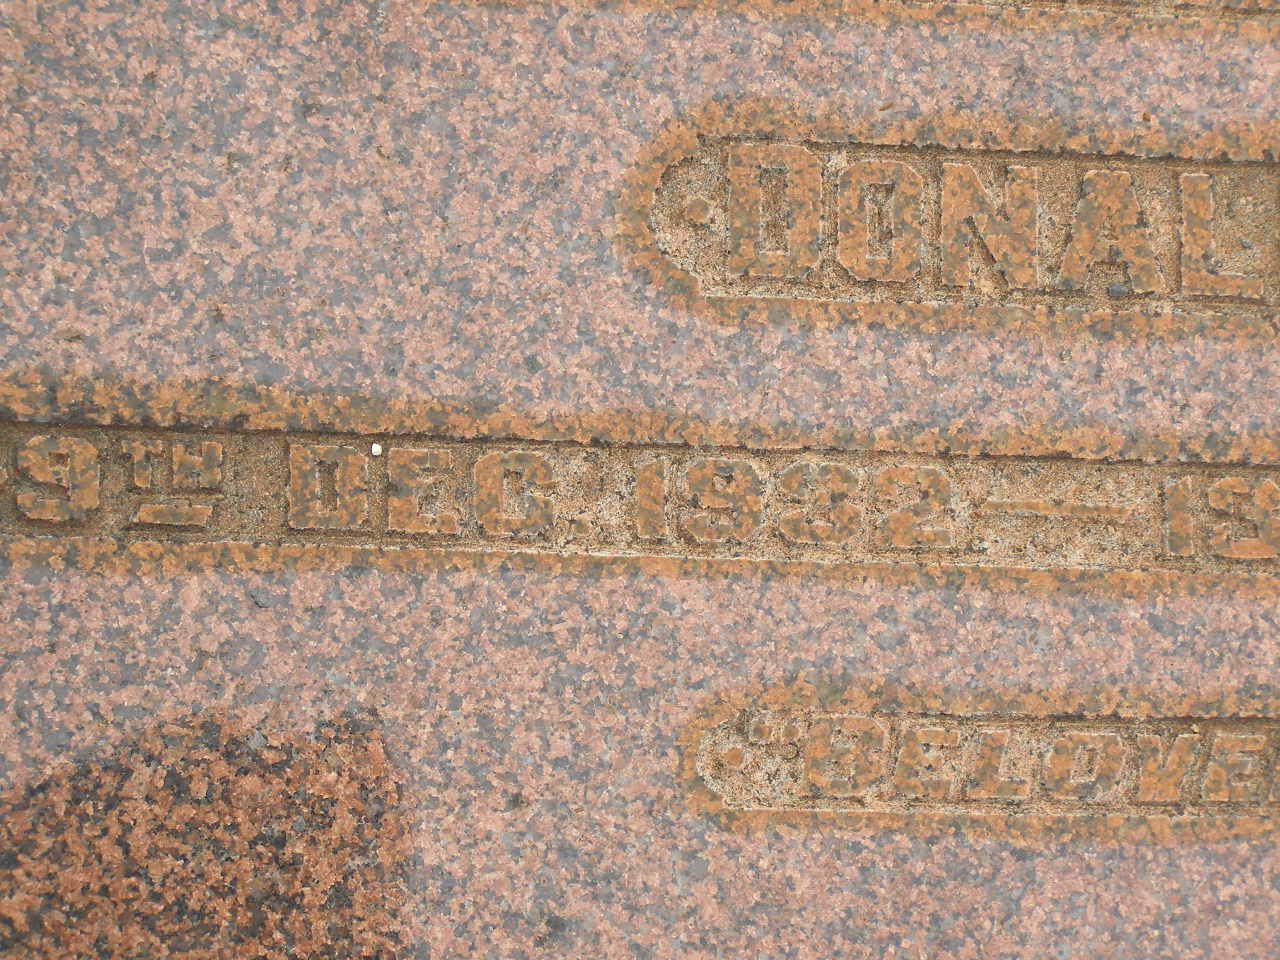 DONAL
9TH DEC. 1932 — 19
"BELOVE